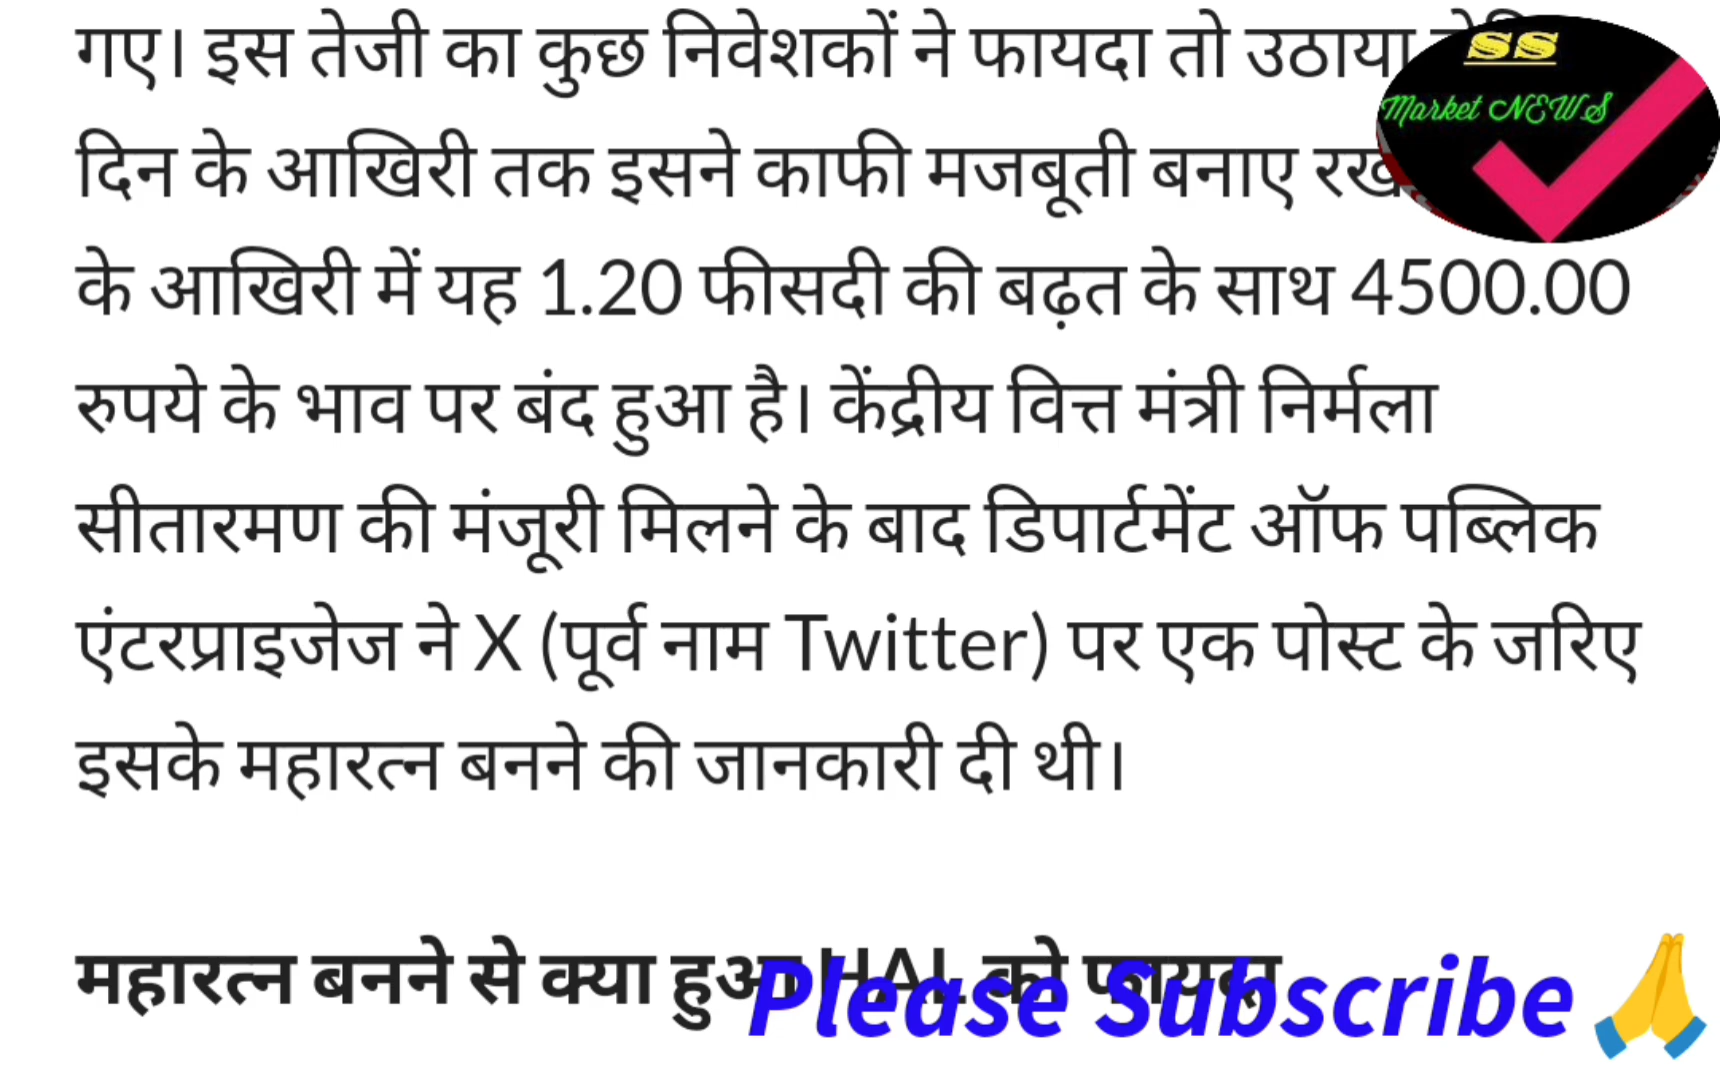 गए। इस तेजी का कुछ निवेशकों ने फायदा तो उठाया
दिन के आखिरी तक इसने काफी मजबूती बनाए
के आखिरी में यह 1.20 फीसदी की बढ़त के साथ 4500.00
रुपये के भाव पर बंद हुआ है। केंद्रीय वित्त मंत्री निर्मला
सीतारमण की मंजूरी मिलने के बाद डिपार्टमेंट ऑफ पब्लिक
एंटरप्राइजेज ने X (पूर्व नाम Twitter) पर एक पोस्ट के जरिए
इसके महारत्न बनने की जानकारी दी थी।
महारत्न बनने से क्या हुआ HAL को फायदा
SS
Market NEWS
Please Subscribe